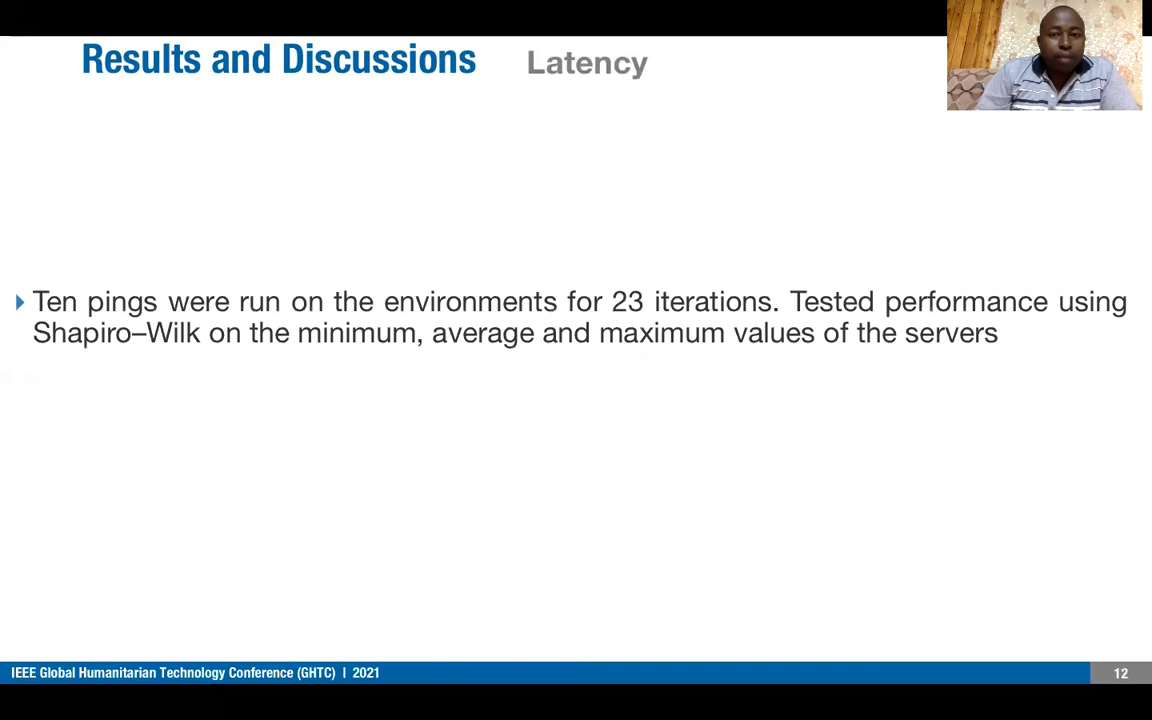 Results and Discussions Latency
Ten pings were run on the environments for 23 iterations. Tested performance using
Shapiro–Wilk on the minimum, average and maximum values of the servers
IEEE Global Humanitarian Technology Conference (GHTC) | 2021
12